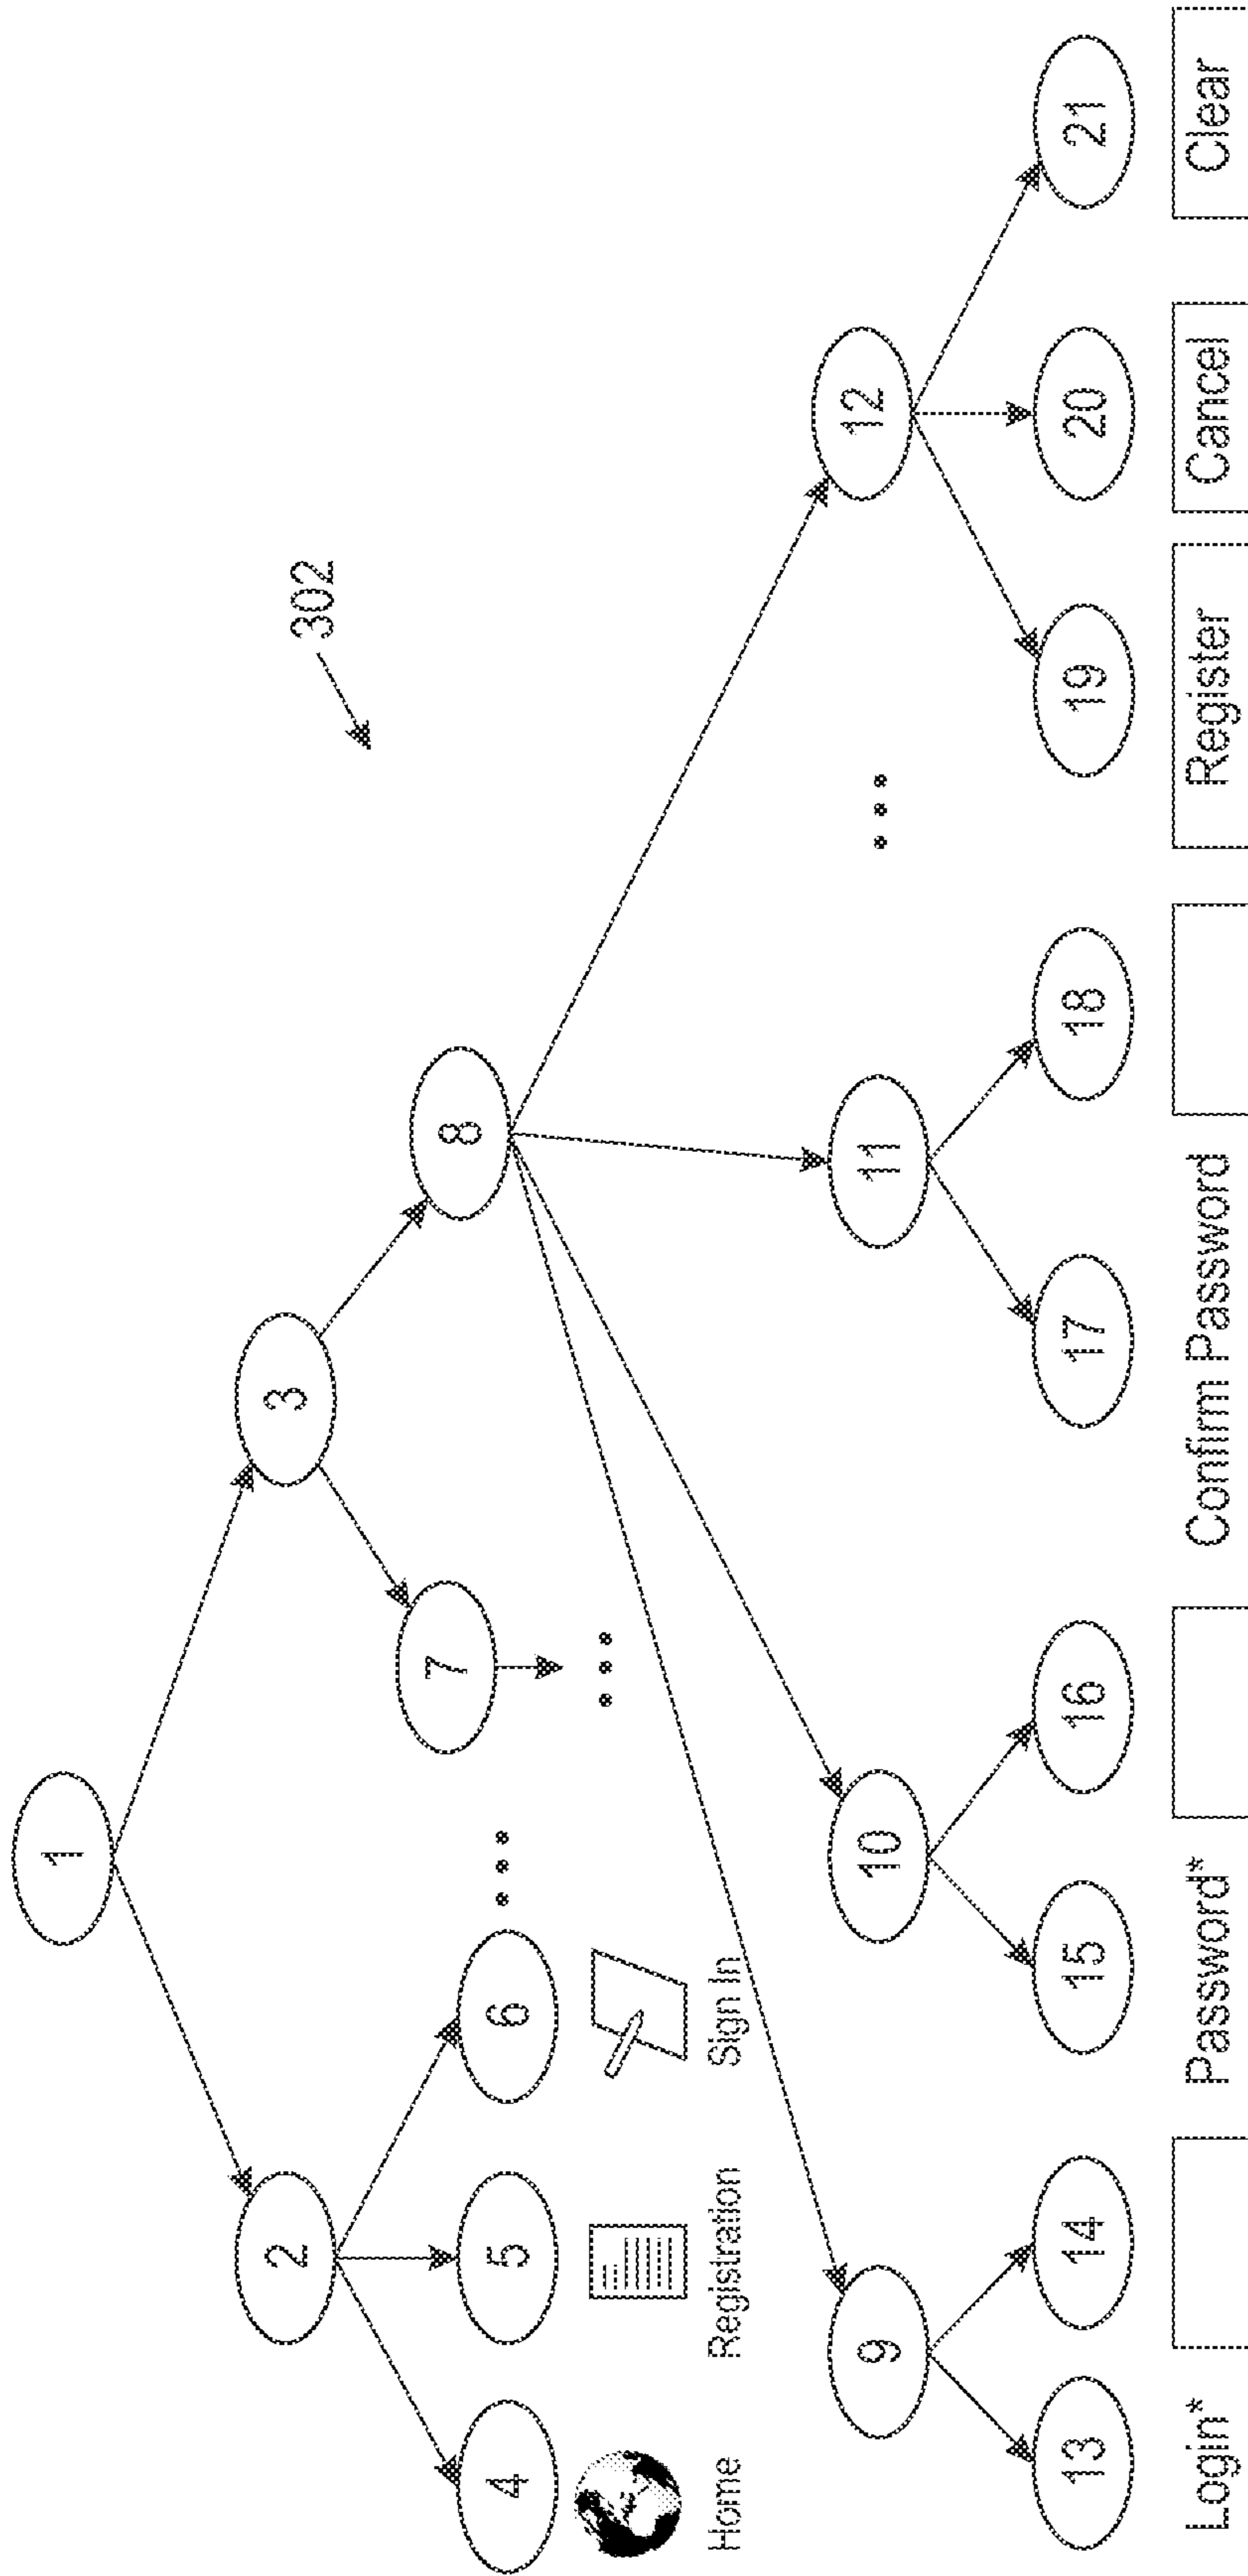 302
1
2
3
4
5
6
• • •
7
8
• • •
Home
Registration
Sign In
9
10
11
• • •
12
13
14
15
16
17
18
19
20
21
Login*
Password*
Confirm Password
Register
Cancel
Clear